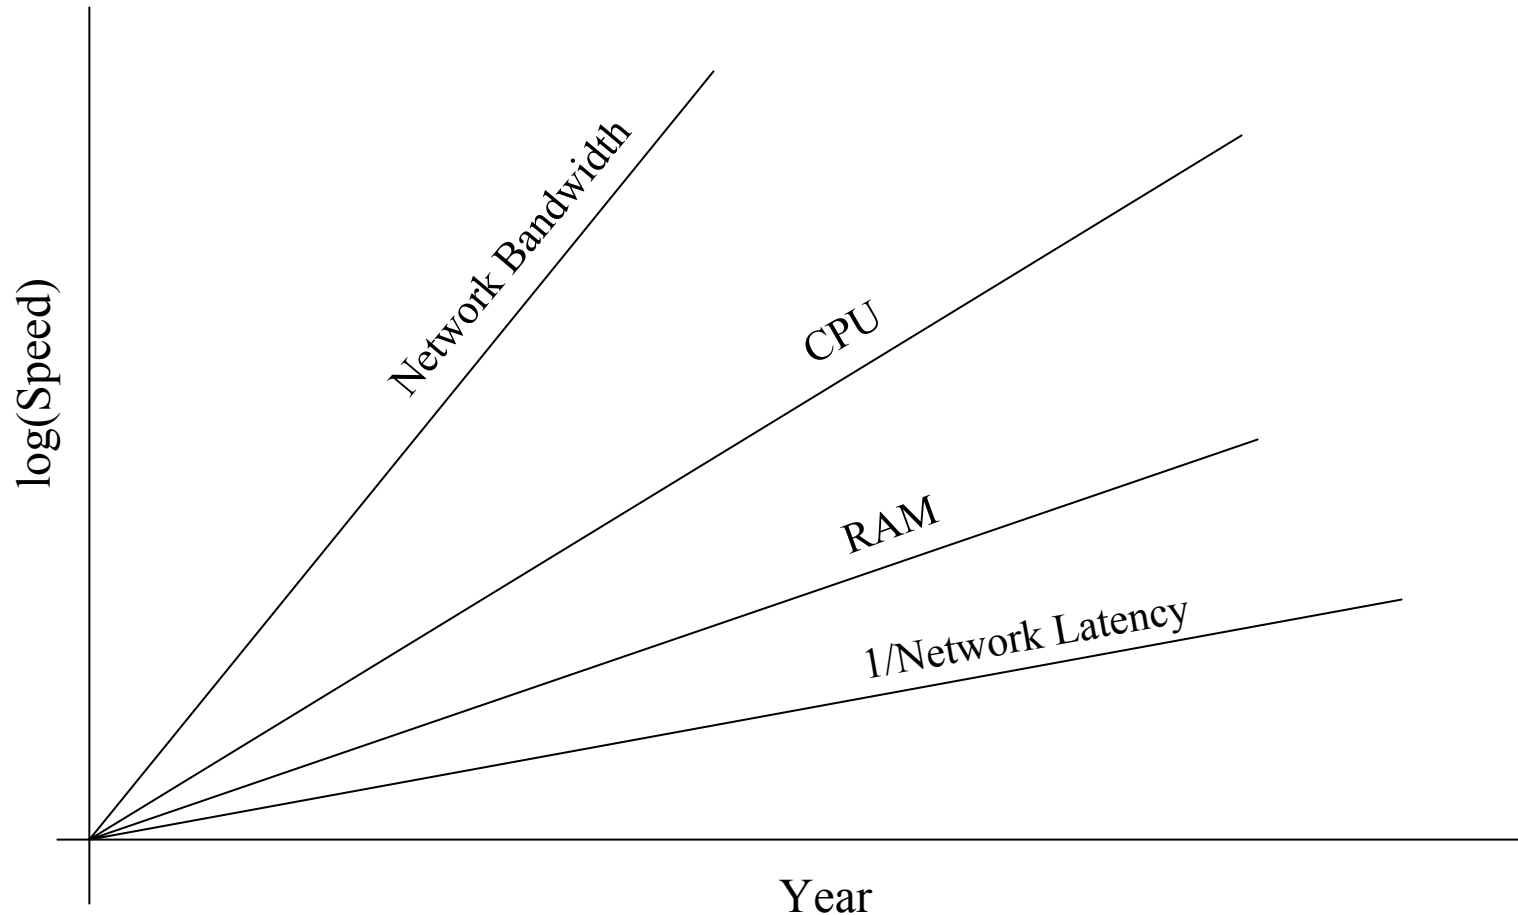 Network Bandwidth
CPU
log(Speed)
RAM
1/Network Latency
Year